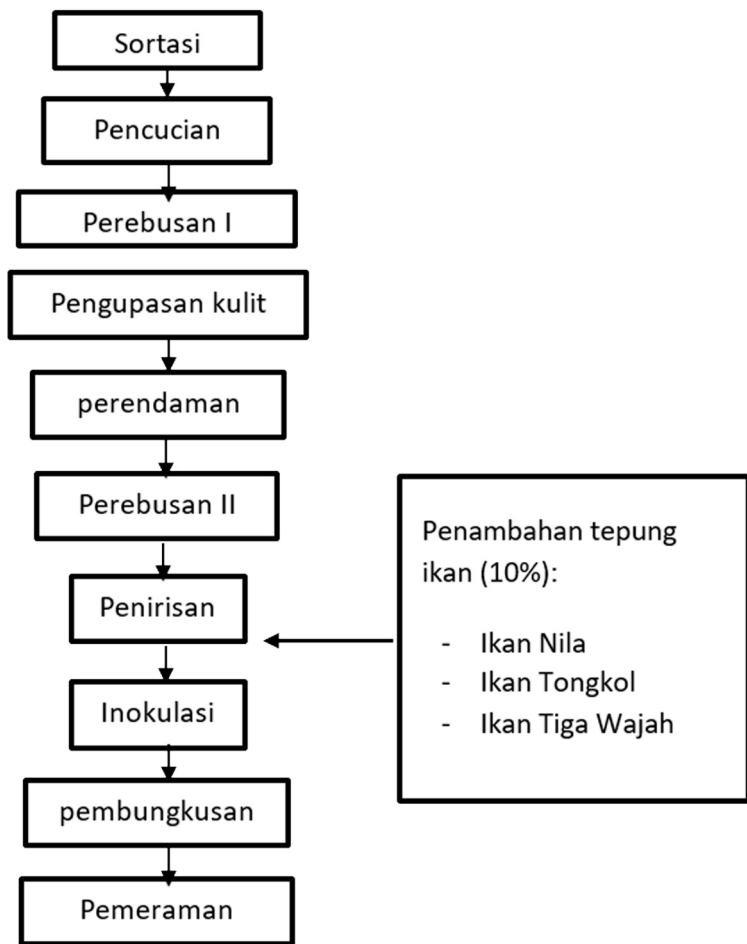 Sortasi
Pencucian
Perebusan I
Pengupasan kulit
perendaman
Perebusan II
Penirisan
Inokulasi
pembungkusan
Pemeraman
Penambahan tepung
ikan (10%):
- Ikan Nila
- Ikan Tongkol
- Ikan Tiga Wajah